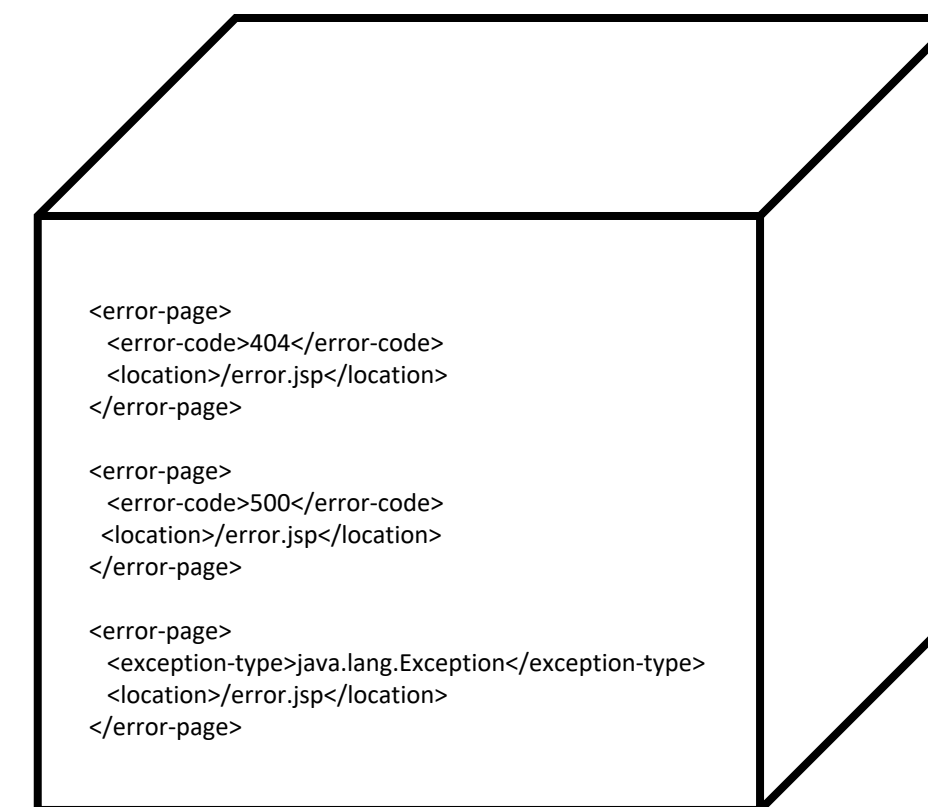 <error-page>
<error-code>404</error-code>
<location>/error.jsp</location>
</error-page>
<error-page>
<error-code>500</error-code>
<location>/error.jsp</location>
</error-page>
<error-page>
<exception-type>java.lang.Exception</exception-type>
<location>/error.jsp</location>
</error-page>